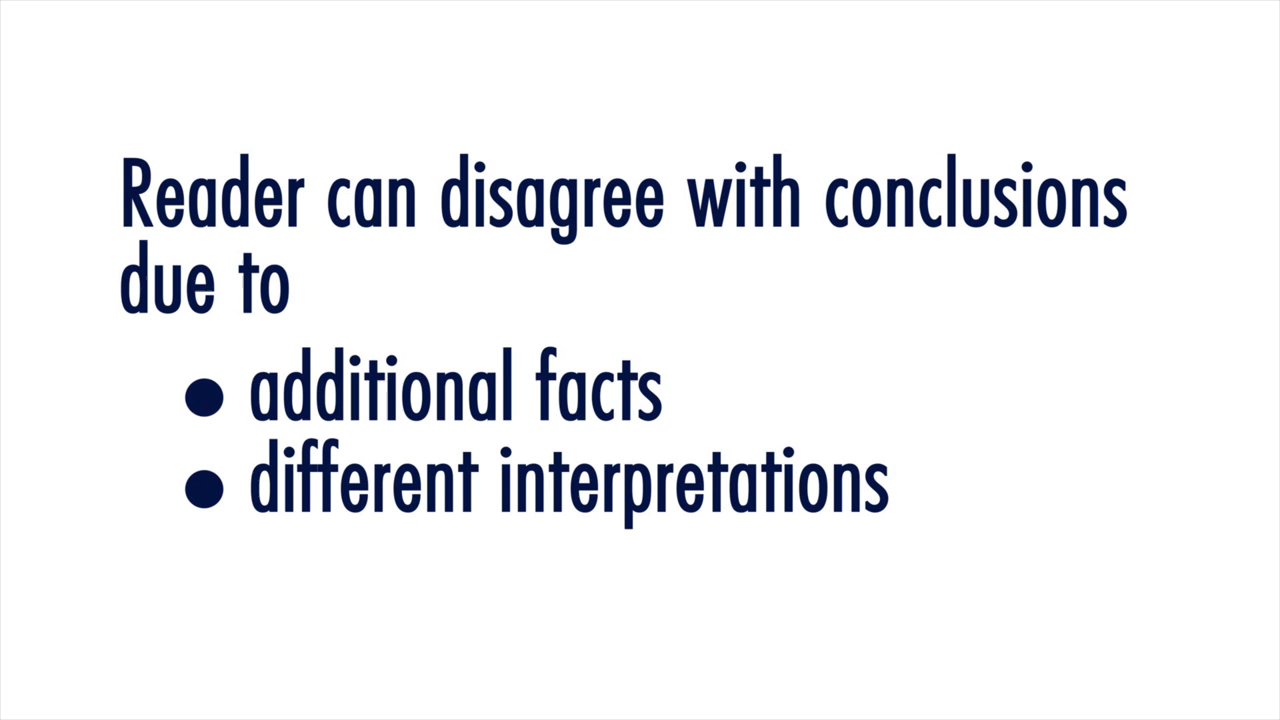 Reader can disagree with conclusions
due to
● additional facts
● different interpretations